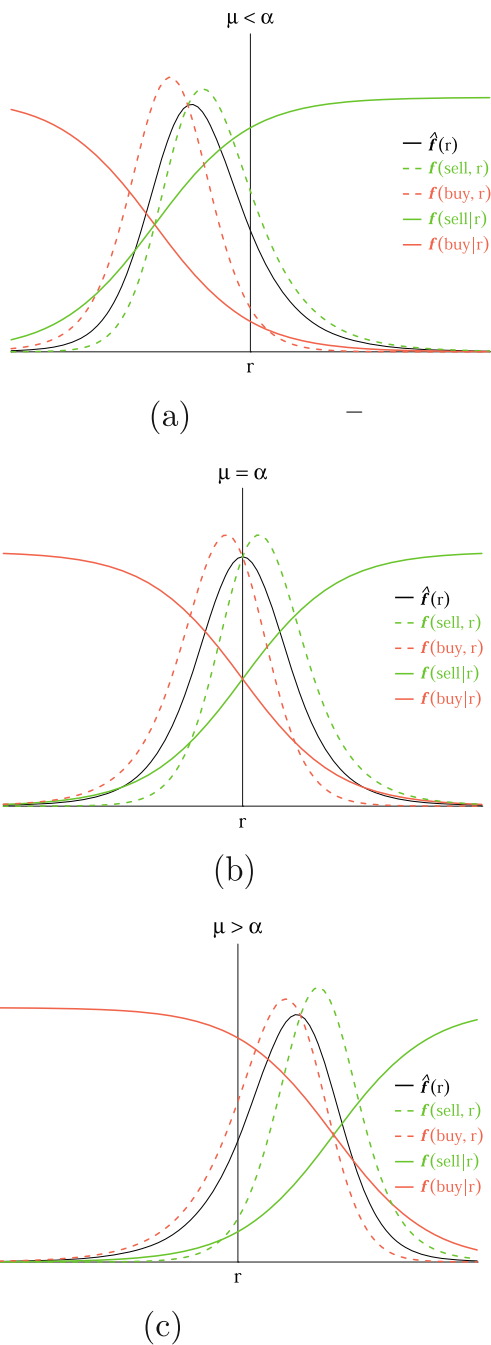 μ < α
f̂(r)
f(sell, r)
f(buy, r)
f(sell|r)
f(buy|r)
r
(a) –
μ = α
f̂(r)
f(sell, r)
f(buy, r)
f(sell|r)
f(buy|r)
r
(b)
μ > α
f̂(r)
f(sell, r)
f(buy, r)
f(sell|r)
f(buy|r)
r
(c)